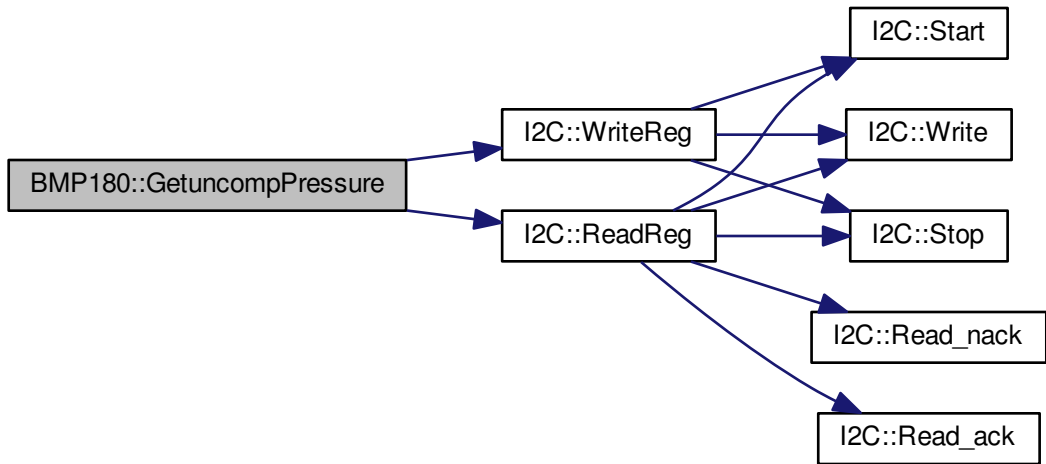 I2C::Start
I2C::WriteReg
I2C::Write
BMP180::GetuncompPressure
I2C::ReadReg
I2C::Stop
I2C::Read_nack
I2C::Read_ack